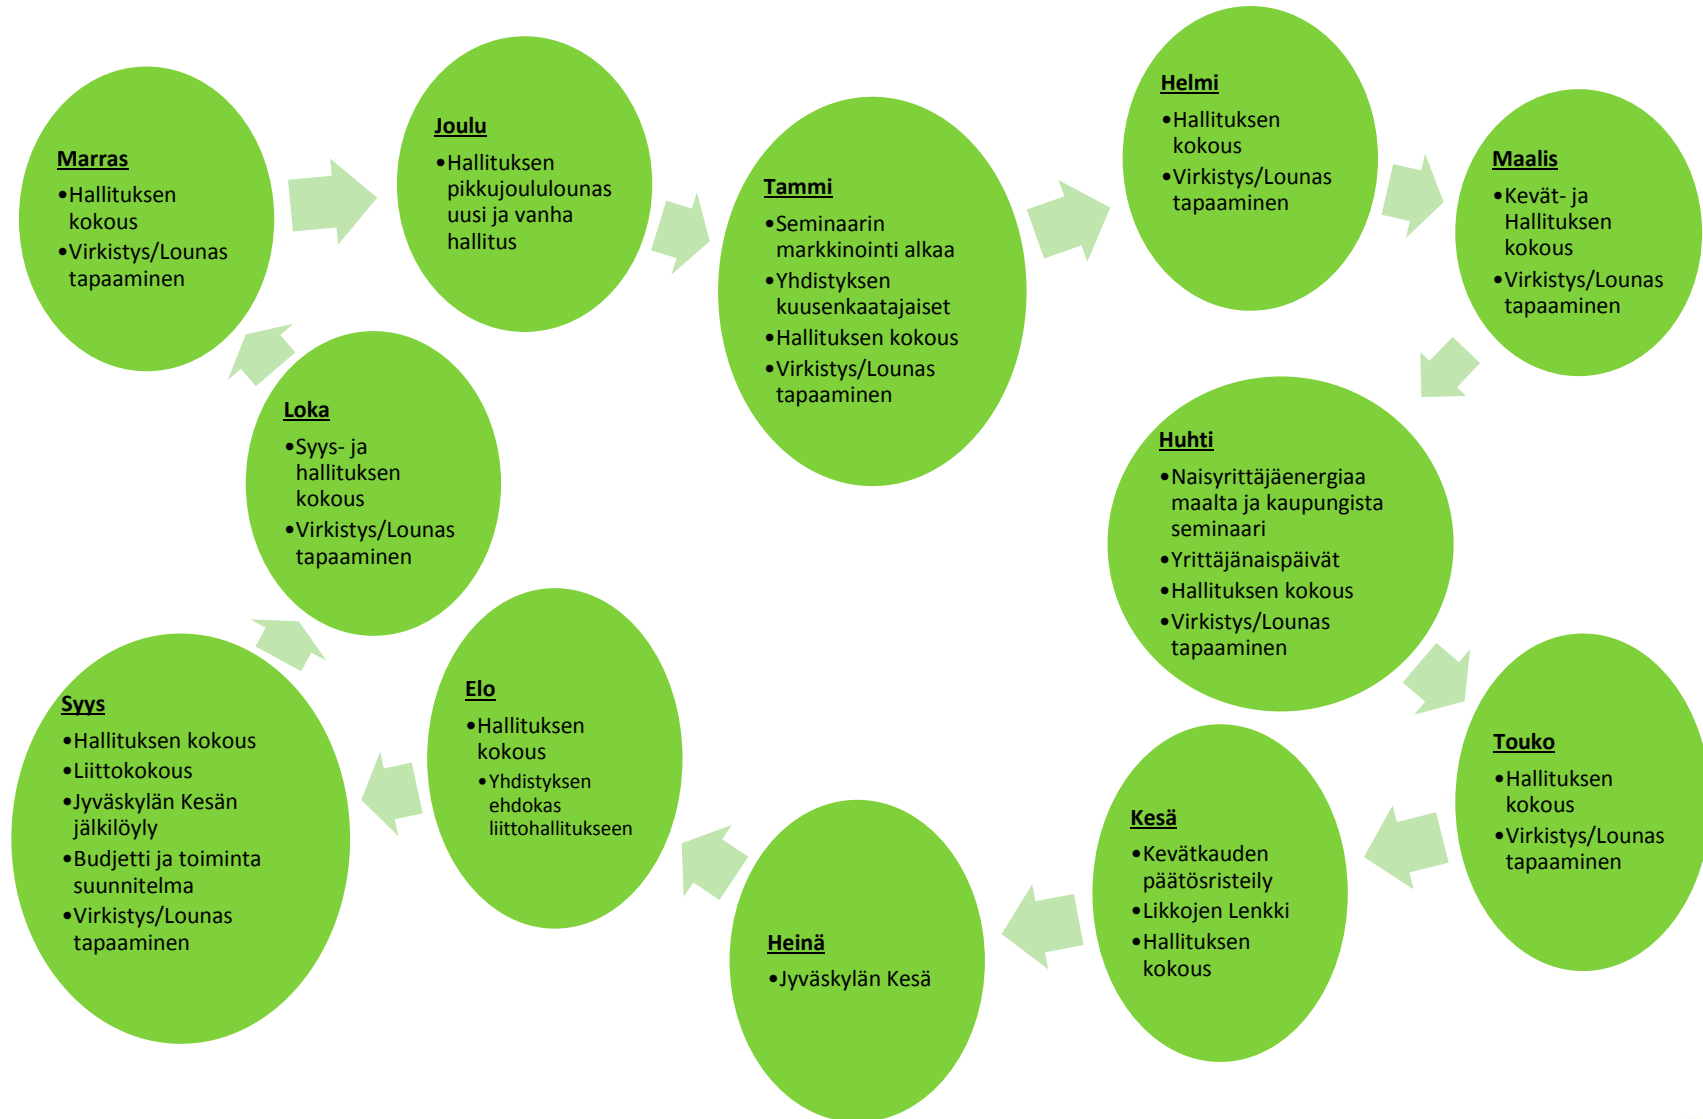 Marras
•Hallituksen
kokous
•Virkistys/Lounas
tapaaminen
Joulu
•Hallituksen
pikkujoululounas
uusi ja vanha
hallitus
Tammi
•Seminaarin
markkinointi alkaa
•Yhdistyksen
kuusenkaatajaiset
•Hallituksen kokous
•Virkistys/Lounas
tapaaminen
Helmi
•Hallituksen
kokous
•Virkistys/Lounas
tapaaminen
Maalis
•Kevät- ja
Hallituksen
kokous
•Virkistys/Lounas
tapaaminen
Huhti
•Naisyrittäjäenergiaa
maalta ja kaupungista
seminaari
•Yrittäjänaispäivät
•Hallituksen kokous
•Virkistys/Lounas
tapaaminen
Touko
•Hallituksen
kokous
•Virkistys/Lounas
tapaaminen
Kesä
•Kevätkauden
päätösristeily
•Likkojen Lenkki
•Hallituksen
kokous
Heinä
•Jyväskylän Kesä
Elo
•Hallituksen
kokous
•Yhdistyksen
ehdokas
liittohallitukseen
Syys
•Hallituksen kokous
•Liittokokous
•Jyväskylän Kesän
jälkilöyly
•Budjetti ja toiminta
suunnitelma
•Virkistys/Lounas
tapaaminen
Loka
•Syys- ja
hallituksen
kokous
•Virkistys/Lounas
tapaaminen